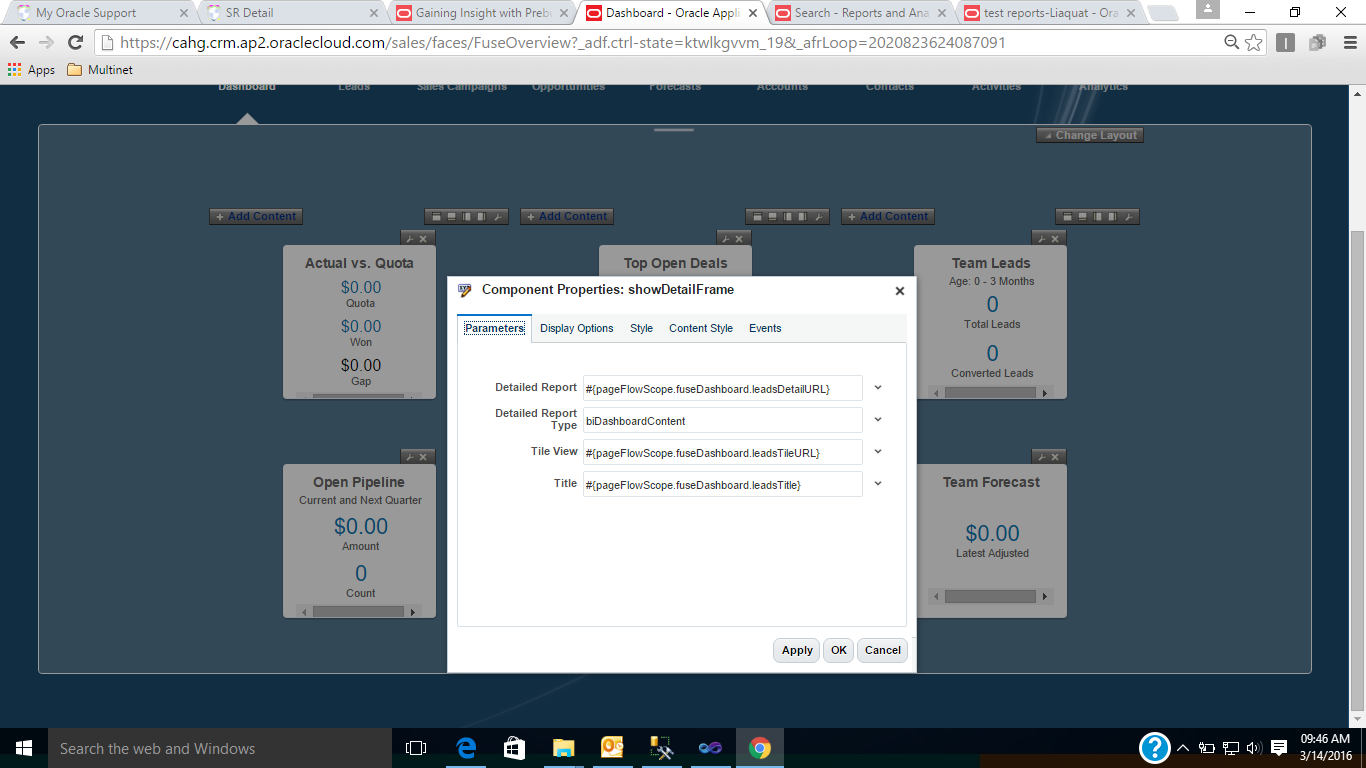 My Oracle Support
SR Detail
Gaining Insight with Preb
Dashboard - Oracle Appli
Search - Reports and Ana
test reports-Liaquat - Ora
https://cahg.crm.ap2.oraclecloud.com/sales/faces/FuseOverview?_adf.ctrl-state=ktwlkgvvm_19&_afrLoop=2020823624087091
Apps
Multinet
Dashboard
Leads
Sales Campaigns
Opportunities
Forecasts
Accounts
Contacts
Activities
Analytics
Change Layout
+ Add Content
+ Add Content
+ Add Content
Actual vs. Quota
$0.00
Quota
$0.00
Won
$0.00
Gap
Top Open Deals
Team Leads
Age: 0 - 3 Months
0
Total Leads
0
Converted Leads
Component Properties: showDetailFrame
Parameters
Display Options
Style
Content Style
Events
Detailed Report
#{pageFlowScope.fuseDashboard.leadsDetailURL}
Detailed Report
Type
biDashboardContent
Tile View
#{pageFlowScope.fuseDashboard.leadsTileURL}
Title
#{pageFlowScope.fuseDashboard.leadsTitle}
Apply
OK
Cancel
Open Pipeline
Current and Next Quarter
$0.00
Amount
0
Count
Team Forecast
$0.00
Latest Adjusted
Search the web and Windows
09:46 AM
3/14/2016